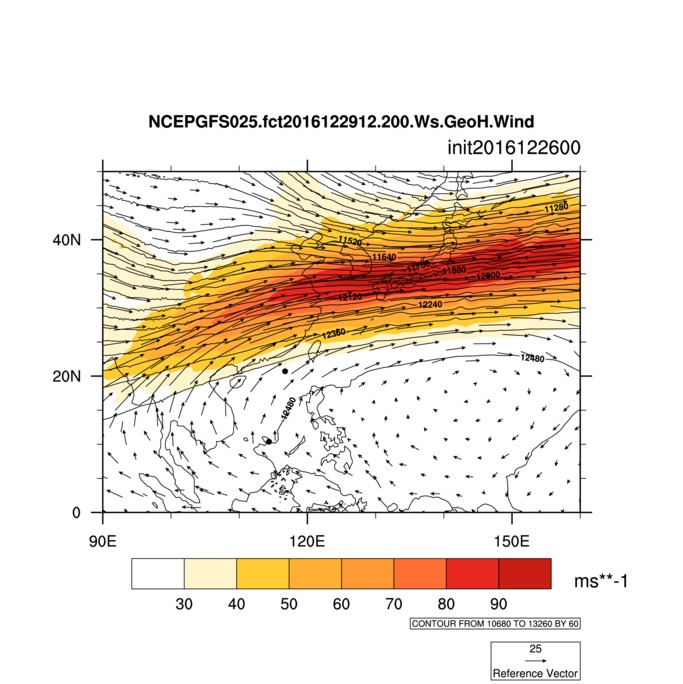 NCEPGFS025.fct2016122912.200.Ws.GeoH.Wind
init2016122600
11280
11520
11640
11760
11880
12000
12120
12240
12360
12480
12480
40N
20N
0
90E 120E 150E
30 40 50 60 70 80 90
ms**-1
CONTOUR FROM 10680 TO 13260 BY 60
25
Reference Vector